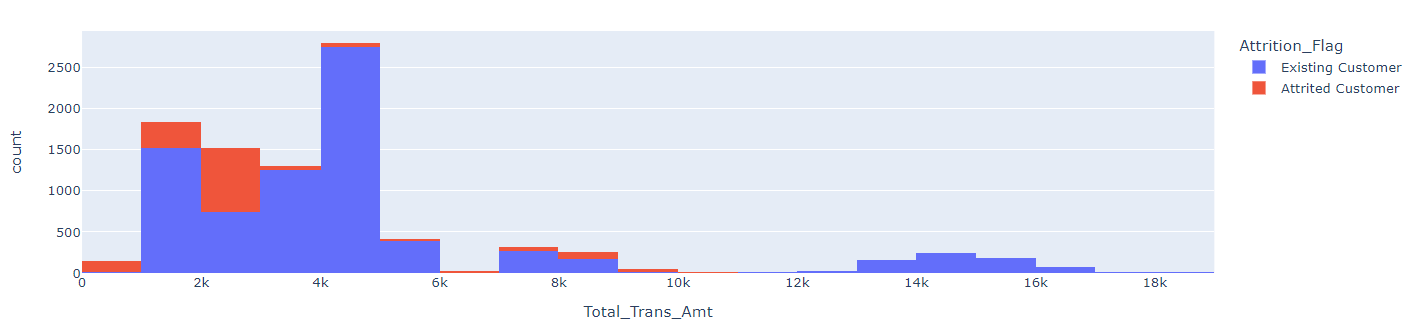 Attrition_Flag
Existing Customer
Attrited Customer
count
2500
2000
1500
1000
500
0
0 2k 4k 6k 8k 10k 12k 14k 16k 18k
Total_Trans_Amt